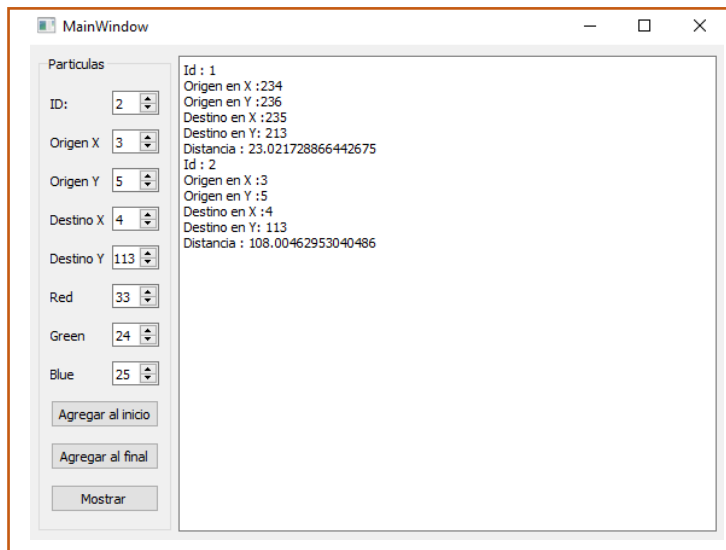 MainWindow
Particulas
ID: 2
Origen X 3
Origen Y 5
Destino X 4
Destino Y 113
Red 33
Green 24
Blue 25
Agregar al inicio
Agregar al final
Mostrar
Id : 1
Origen en X :234
Origen en Y :236
Destino en X :235
Destino en Y: 213
Distancia : 23.021728866442675
Id : 2
Origen en X :3
Origen en Y :5
Destino en X :4
Destino en Y: 113
Distancia : 108.00462953040486